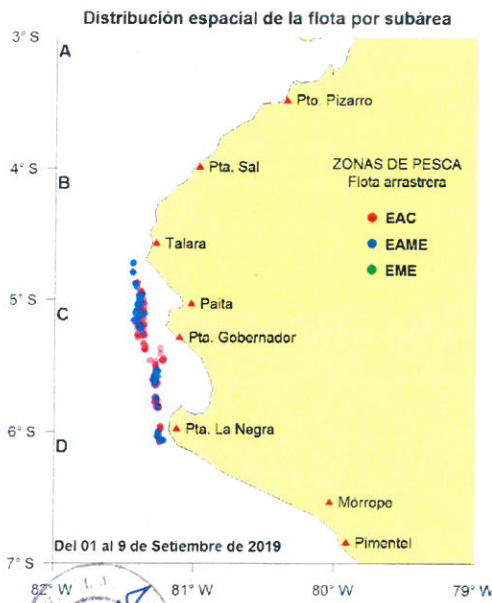 Distribución espacial de la flota por subárea
3° S
A
Pto. Pizarro
4° S
B
Pta. Sal
ZONAS DE PESCA
Flota arrastrera
EAC
EAME
EME
Talara
5° S
C
Paita
Pta. Gobernador
6° S
D
Pta. La Negra
Mórrope
Pimentel
Del 01 al 9 de Setiembre de 2019
7° S
82° W
81° W
80° W
79° W